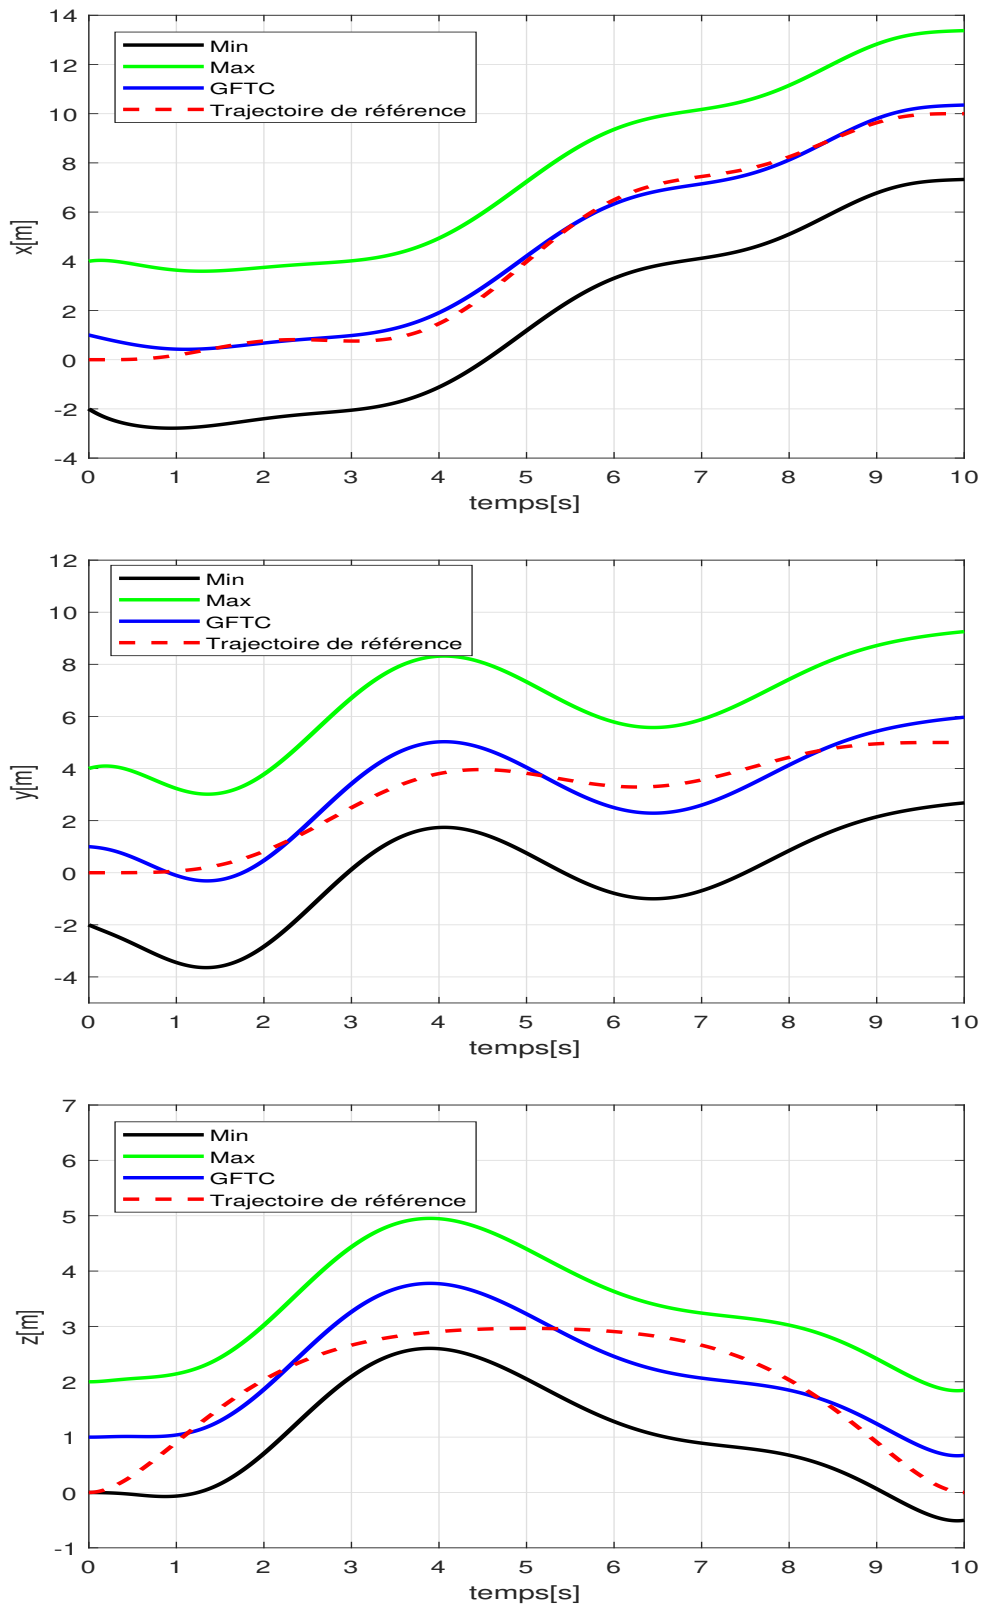 14
12
10
8
6
4
2
0
-2
-4
x[m]
Min
Max
GFTC
Trajectoire de référence
0 1 2 3 4 5 6 7 8 9 10
temps[s]
12
10
8
6
4
2
0
-2
-4
y[m]
Min
Max
GFTC
Trajectoire de référence
0 1 2 3 4 5 6 7 8 9 10
temps[s]
7
6
5
4
3
2
1
0
-1
z[m]
Min
Max
GFTC
Trajectoire de référence
0 1 2 3 4 5 6 7 8 9 10
temps[s]